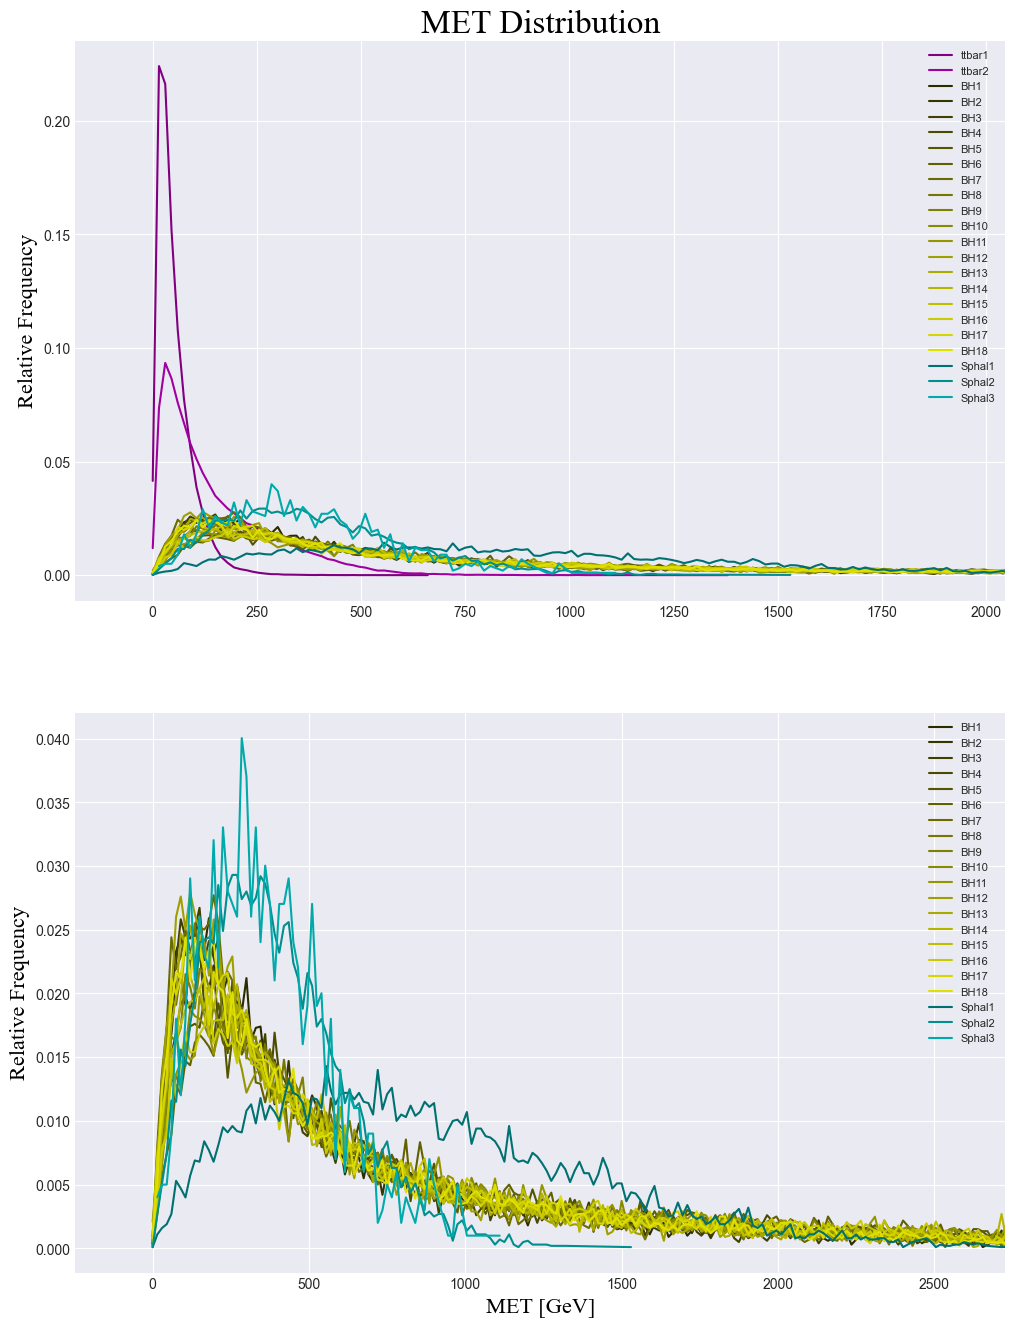 MET Distribution
Relative Frequency
0.20
0.15
0.10
0.05
0.00
0 250 500 750 1000 1250 1500 1750 2000
ttbar1
ttbar2
BH1
BH2
BH3
BH4
BH5
BH6
BH7
BH8
BH9
BH10
BH11
BH12
BH13
BH14
BH15
BH16
BH17
BH18
Sphal1
Sphal2
Sphal3
Relative Frequency
0.040
0.035
0.030
0.025
0.020
0.015
0.010
0.005
0.000
0 500 1000 1500 2000 2500
BH1
BH2
BH3
BH4
BH5
BH6
BH7
BH8
BH9
BH10
BH11
BH12
BH13
BH14
BH15
BH16
BH17
BH18
Sphal1
Sphal2
Sphal3
MET [GeV]